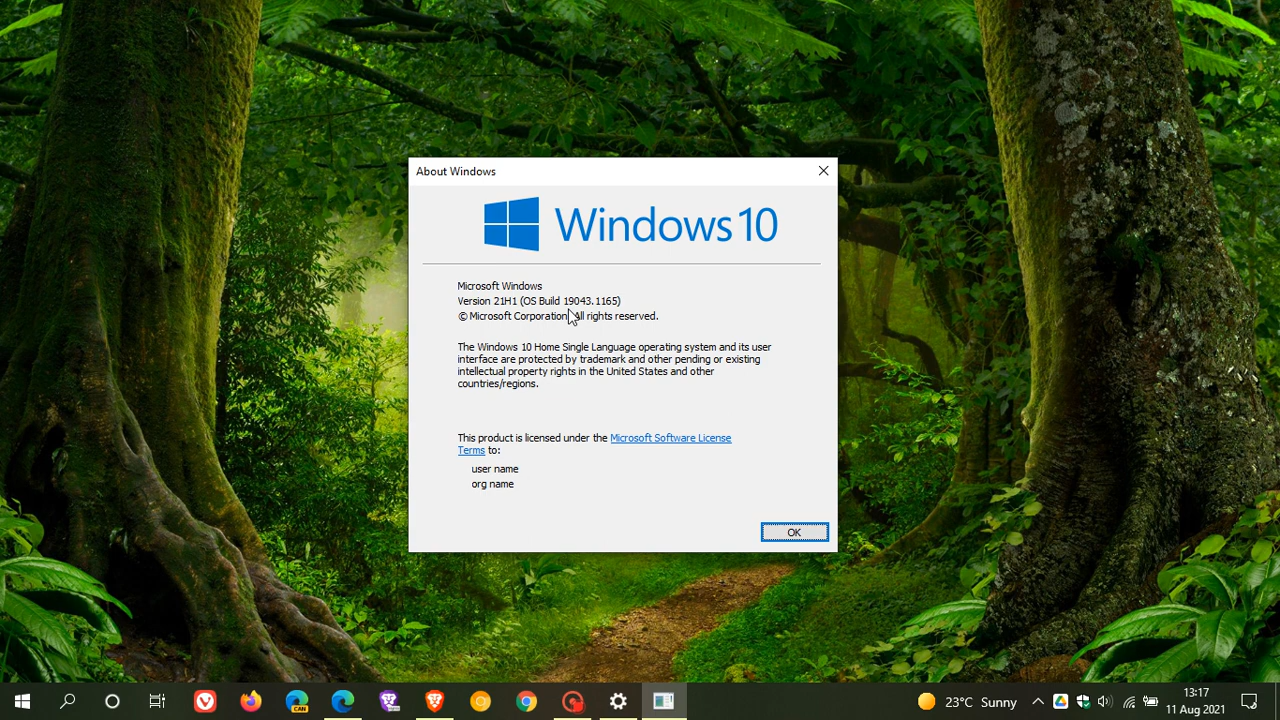 About Windows
Windows 10
Microsoft Windows
Version 21H1 (OS Build 19043.1165)
© Microsoft Corporation. All rights reserved.
The Windows 10 Home Single Language operating system and its user
interface are protected by trademark and other pending or existing
intellectual property rights in the United States and other
countries/regions.
This product is licensed under the Microsoft Software License
Terms to:
user name
org name
OK
CAN
23°C Sunny
13:17
11 Aug 2021